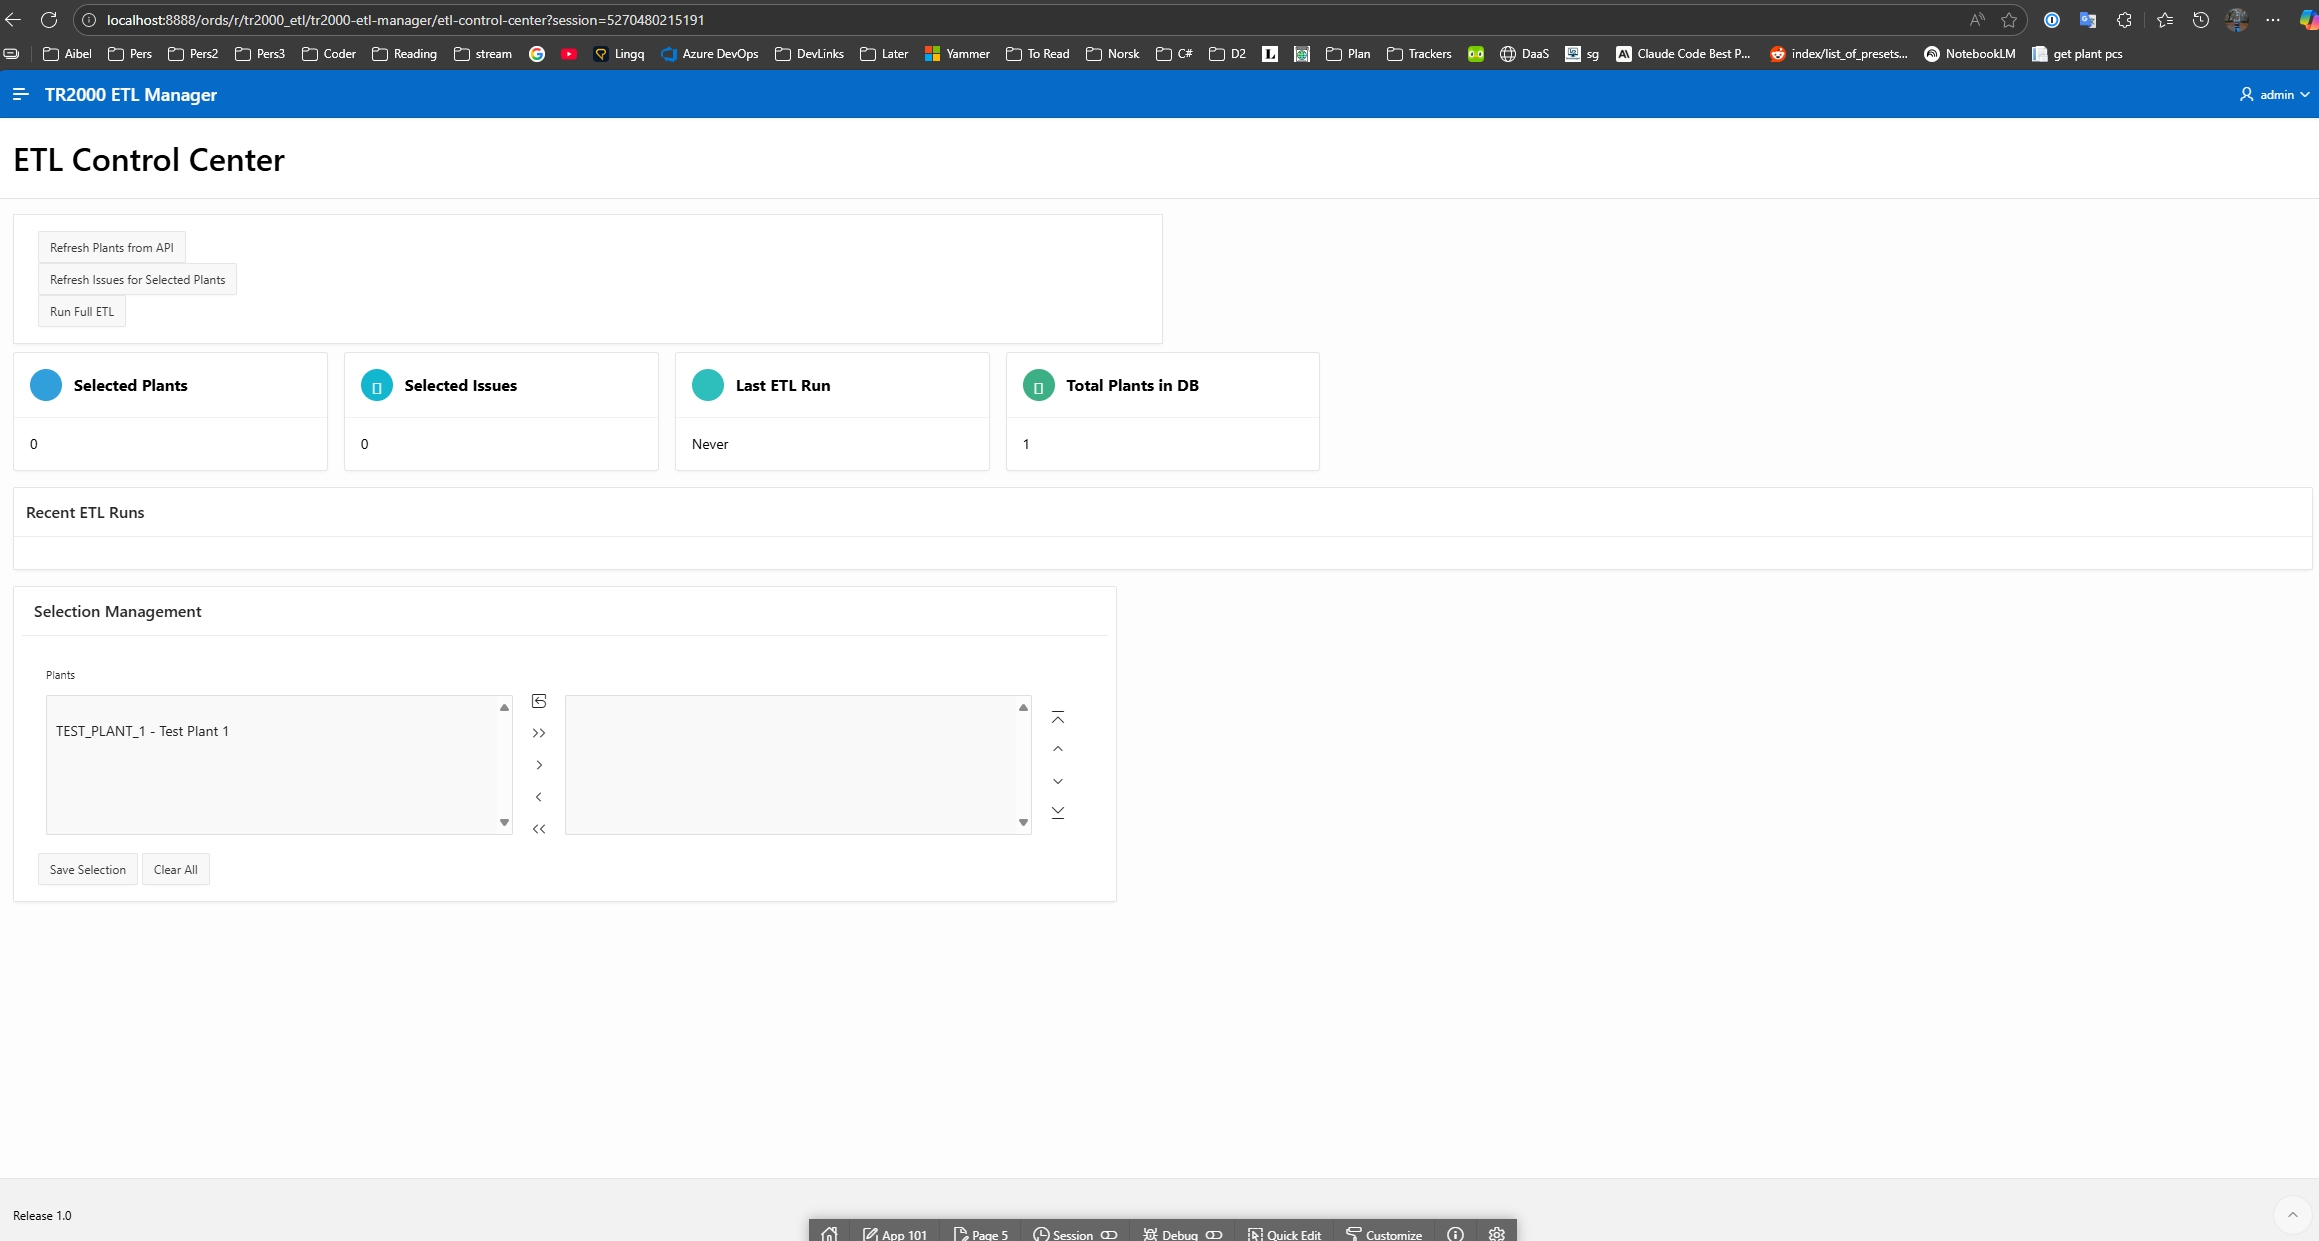 localhost:8888/ords/r/tr2000_etl/tr2000-etl-manager/etl-control-center?session=5270480215191
Aibel Pers Pers2 Pers3 Coder Reading stream Lingq Azure DevOps DevLinks Later Yammer To Read Norsk C# D2 L Plan Trackers DaaS sg Claude Code Best P... index/list_of_presets... NotebookLM get plant pcs
TR2000 ETL Manager
admin
ETL Control Center
Refresh Plants from API
Refresh Issues for Selected Plants
Run Full ETL
Selected Plants
Selected Issues
Last ETL Run
Total Plants in DB
0
0
Never
1
Recent ETL Runs
Selection Management
Plants
TEST_PLANT_1 - Test Plant 1
Save Selection
Clear All
Release 1.0
App 101 Page 5 Session Debug Quick Edit Customize